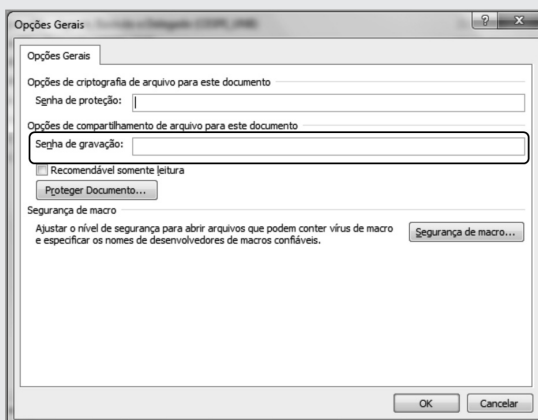 Opções Gerais
Opções Gerais
Opções de criptografia de arquivo para este documento
Senha de proteção:
Opções de compartilhamento de arquivo para este documento
Senha de gravação:
Recomendável somente leitura
Proteger Documento...
Segurança de macro
Ajustar o nível de segurança para abrir arquivos que podem conter vírus de macro
e especificar os nomes de desenvolvedores de macros confiáveis.
Segurança de macro...
OK
Cancelar